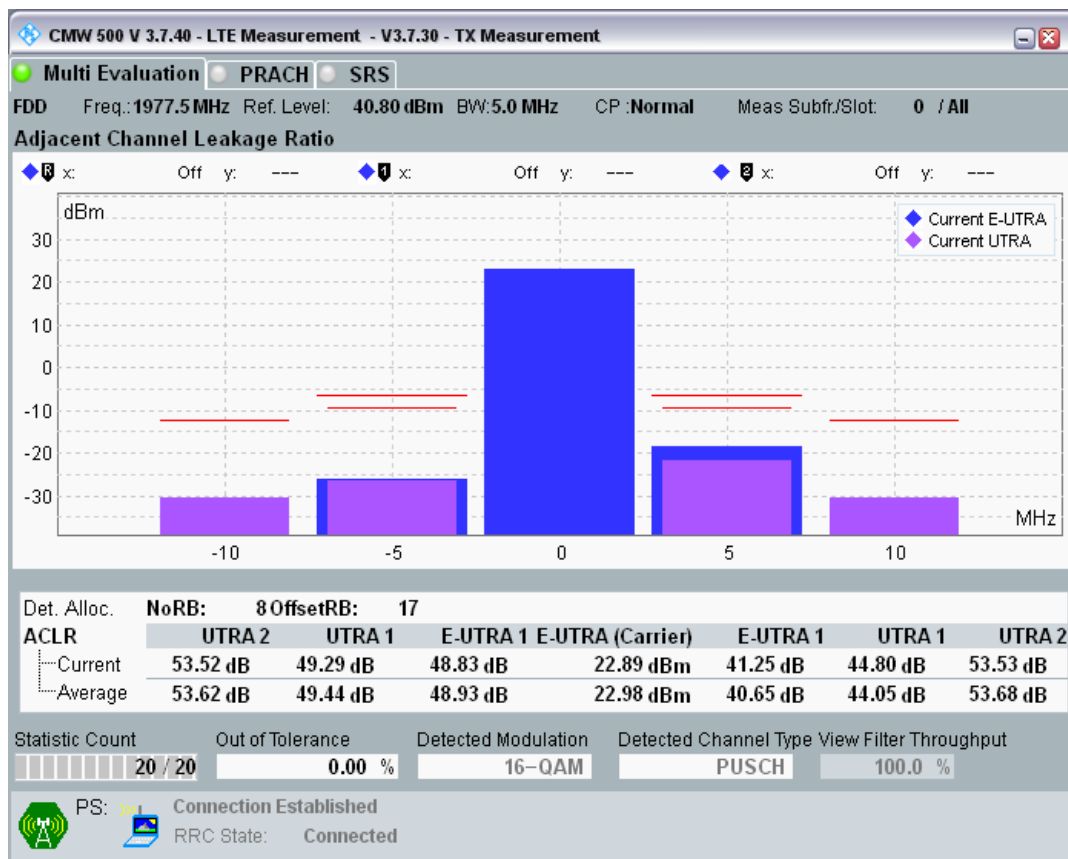 CMW 500 V 3.7.40 - LTE Measurement - V3.7.30 - TX Measurement
Multi Evaluation PRACH SRS
FDD Freq.:1977.5 MHz Ref. Level: 40.80 dBm BW:5.0 MHz CP :Normal Meas Subfr./Slot: 0 / All
Adjacent Channel Leakage Ratio
R x: Off y: --- 1 x: Off y: --- 2 x: Off y: ---
dBm
Current E-UTRA
Current UTRA
30
20
10
0
-10
-20
-30
MHz
-10 -5 0 5 10
Det. Alloc. NoRB: 8 OffsetRB: 17
ACLR UTRA 2 UTRA 1 E-UTRA 1 E-UTRA (Carrier) E-UTRA 1 UTRA 1 UTRA 2
Current 53.52 dB 49.29 dB 48.83 dB 22.89 dBm 41.25 dB 44.80 dB 53.53 dB
Average 53.62 dB 49.44 dB 48.93 dB 22.98 dBm 40.65 dB 44.05 dB 53.68 dB
Statistic Count Out of Tolerance Detected Modulation Detected Channel Type View Filter Throughput
20 / 20 0.00 % 16-QAM PUSCH 100.0 %
PS: Connection Established
RRC State: Connected